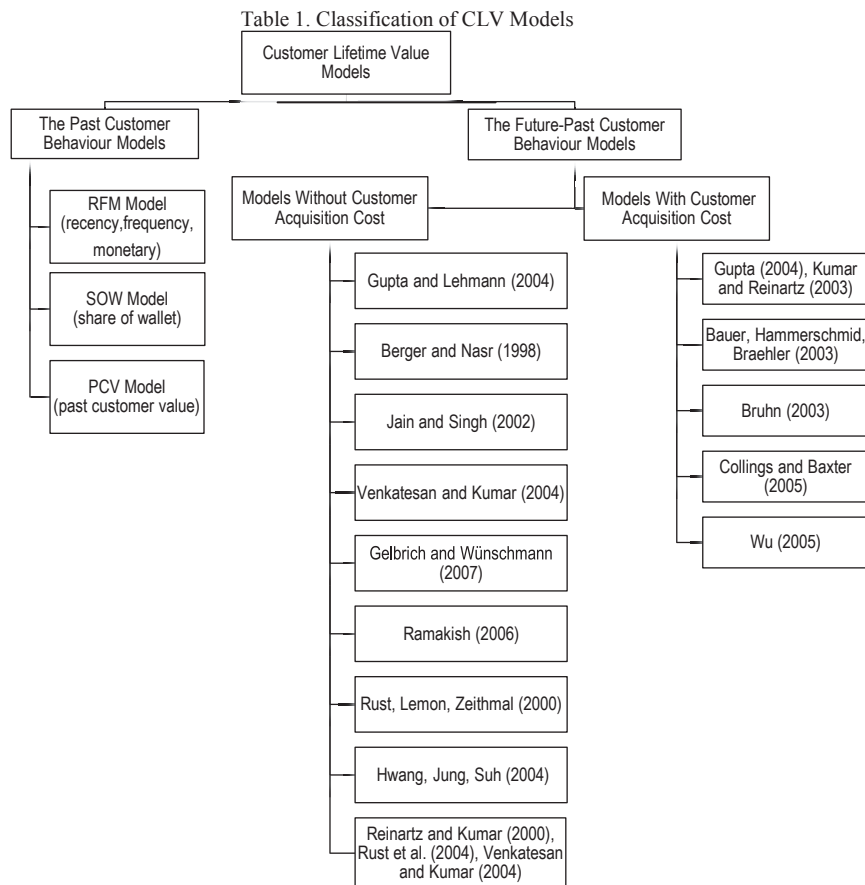 Table 1. Classification of CLV Models
Customer Lifetime Value
Models
The Past Customer
Behaviour Models
The Future-Past Customer
Behaviour Models
RFM Model
(recency,frequency,
monetary)
SOW Model
(share of wallet)
PCV Model
(past customer value)
Models Without Customer
Acquisition Cost
Gupta and Lehmann (2004)
Berger and Nasr (1998)
Jain and Singh (2002)
Venkatesan and Kumar (2004)
Gelbrich and Wünschmann
(2007)
Ramakish (2006)
Rust, Lemon, Zeithmal (2000)
Hwang, Jung, Suh (2004)
Reinartz and Kumar (2000),
Rust et al. (2004), Venkatesan
and Kumar (2004)
Models With Customer
Acquisition Cost
Gupta (2004), Kumar
and Reinartz (2003)
Bauer, Hammerschmid,
Braehler (2003)
Bruhn (2003)
Collings and Baxter
(2005)
Wu (2005)